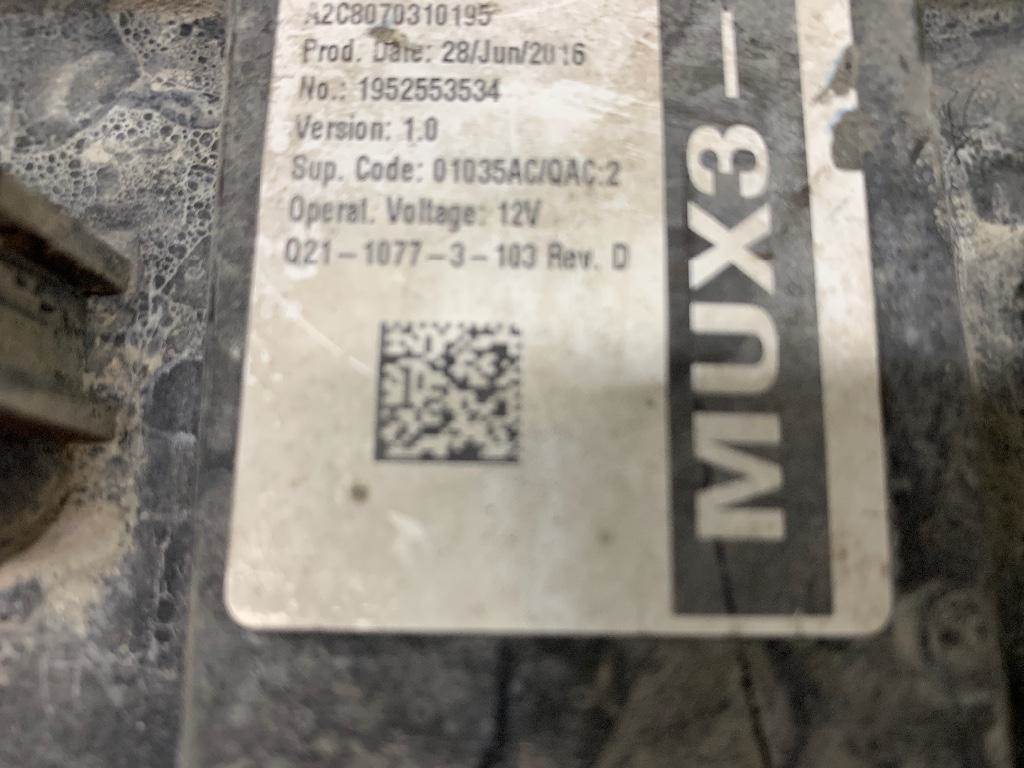 A2C8070310195
Prod. Date: 28/Jun/2016
No.: 1952553534
Version: 1.0
Sup. Code: 01035AC/QAC:2
Operat. Voltage: 12V
Q21-1077-3-103 Rev. D
MUX3-